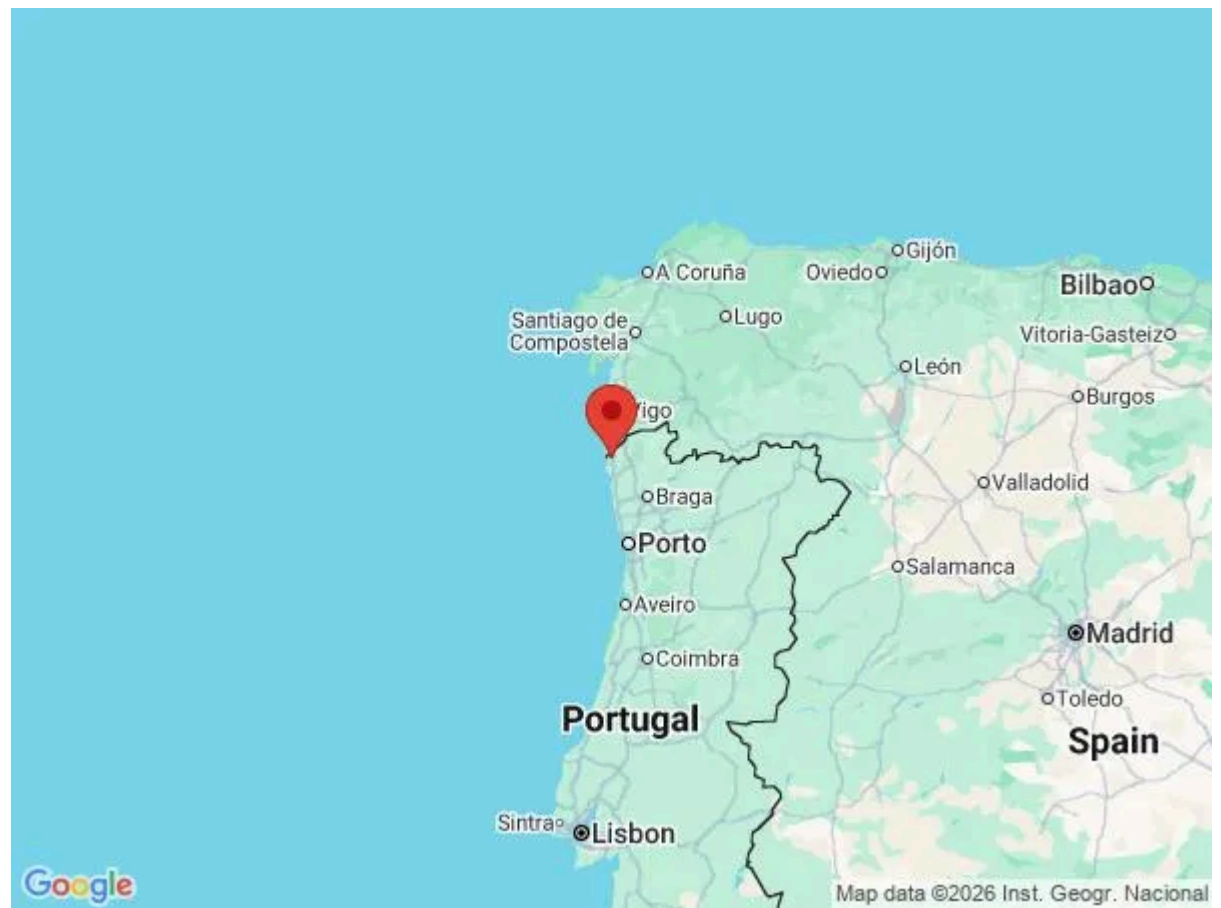 Gijón
A Coruña
Oviedo
Bilbao
Lugo
Santiago de
Compostela
Vitoria-Gasteiz
León
Burgos
Valladolid
Braga
Porto
Salamanca
Aveiro
Madrid
Coimbra
Toledo
Portugal
Spain
Sintra
Lisbon
Google
Map data ©2026 Inst. Geogr. Nacional